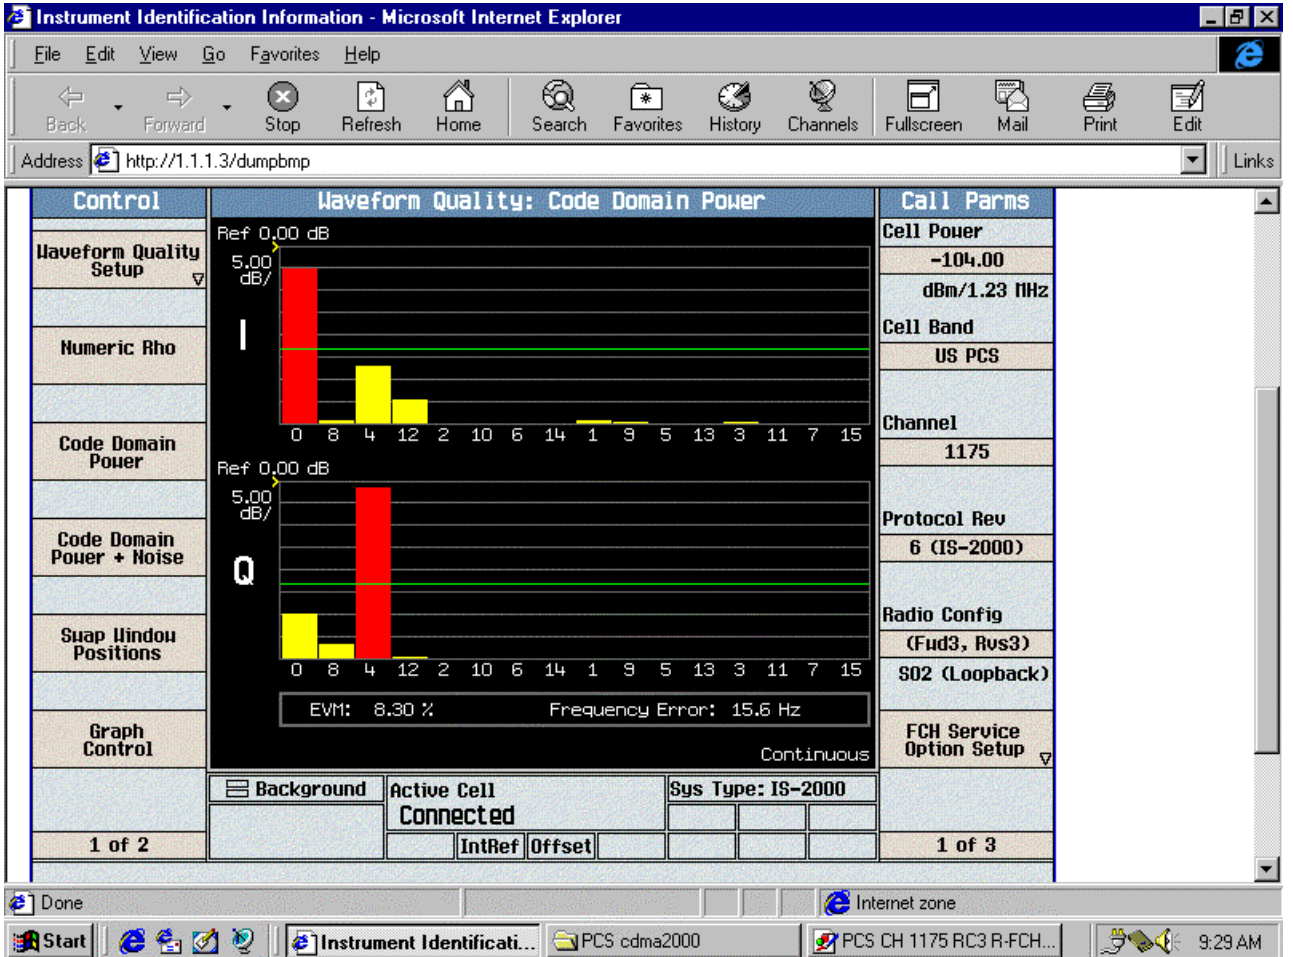 Instrument Identification Information - Microsoft Internet Explorer
File Edit View Go Favorites Help
Back Forward Stop Refresh Home Search Favorites History Channels Fullscreen Mail Print Edit
Address http://1.1.1.3/dumpbmp Links
Control
Waveform Quality
Setup
Numeric Rho
Code Domain
Power
Code Domain
Power + Noise
Swap Window
Positions
Graph
Control
1 of 2
Waveform Quality: Code Domain Power
Ref 0.00 dB
5.00
dB/
I
0 8 4 12 2 10 6 14 1 9 5 13 3 11 7 15
Ref 0.00 dB
5.00
dB/
Q
0 8 4 12 2 10 6 14 1 9 5 13 3 11 7 15
EVM: 8.30 % Frequency Error: 15.6 Hz
Continuous
Background
Active Cell
Connected
Sys Type: IS-2000
IntRef Offset
Call Parms
Cell Power
-104.00
dBm/1.23 MHz
Cell Band
US PCS
Channel
1175
Protocol Rev
6 (IS-2000)
Radio Config
(Fwd3, Rvs3)
SO2 (Loopback)
FCH Service
Option Setup
1 of 3
Done Internet zone
Start Instrument Identificati... PCS cdma2000 PCS CH 1175 RC3 R-FCH... 9:29 AM